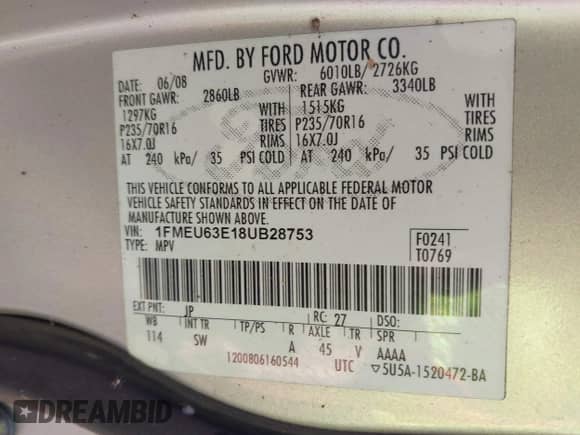 MFD. BY FORD MOTOR CO.
DATE: 06/08 GVWR: 6010LB/ 2726KG
FRONT GAWR: 2860LB REAR GAWR: 3340LB
1297KG WITH 1515KG WITH
P235/70R16 TIRES P235/70R16 TIRES
16X7.0J RIMS 16X7.0J RIMS
AT 240 kPa/ 35 PSI COLD AT 240 kPa/ 35 PSI COLD
THIS VEHICLE CONFORMS TO ALL APPLICABLE FEDERAL MOTOR
VEHICLE SAFETY STANDARDS IN EFFECT ON THE DATE OF
MANUFACTURE SHOWN ABOVE.
VIN: 1FMEU63E18UB28753 F0241
TYPE: MPV T0769
EXT PNT: JP RC: 27 DSO:
WB INT TR TP/PS R AXLE TR SPR
114 SW A 45 V AAAA
1200806160544 UTC ▽5U5A-1520472-BA
DREAMBID